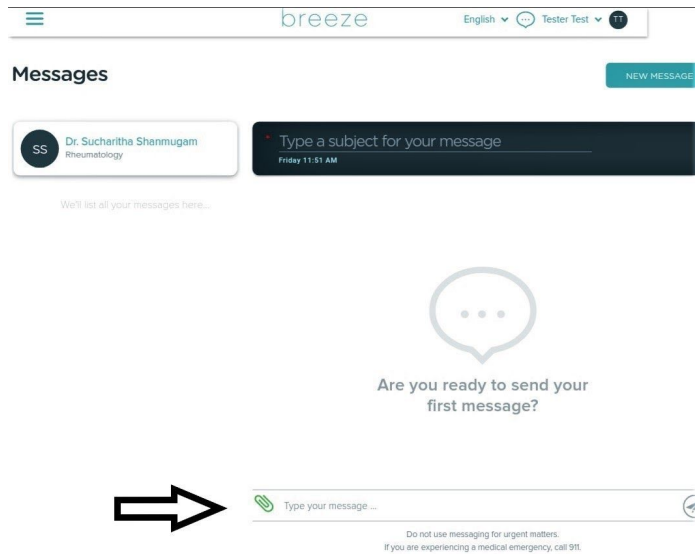 breeze
English
Tester Test
TT
Messages
NEW MESSAGE
SS
Dr. Sucharitha Shanmugam
Rheumatology
* Type a subject for your message
Friday 11:51 AM
We'll list all your messages here...
Are you ready to send your
first message?
Type your message ...
Do not use messaging for urgent matters.
If you are experiencing a medical emergency, call 911.